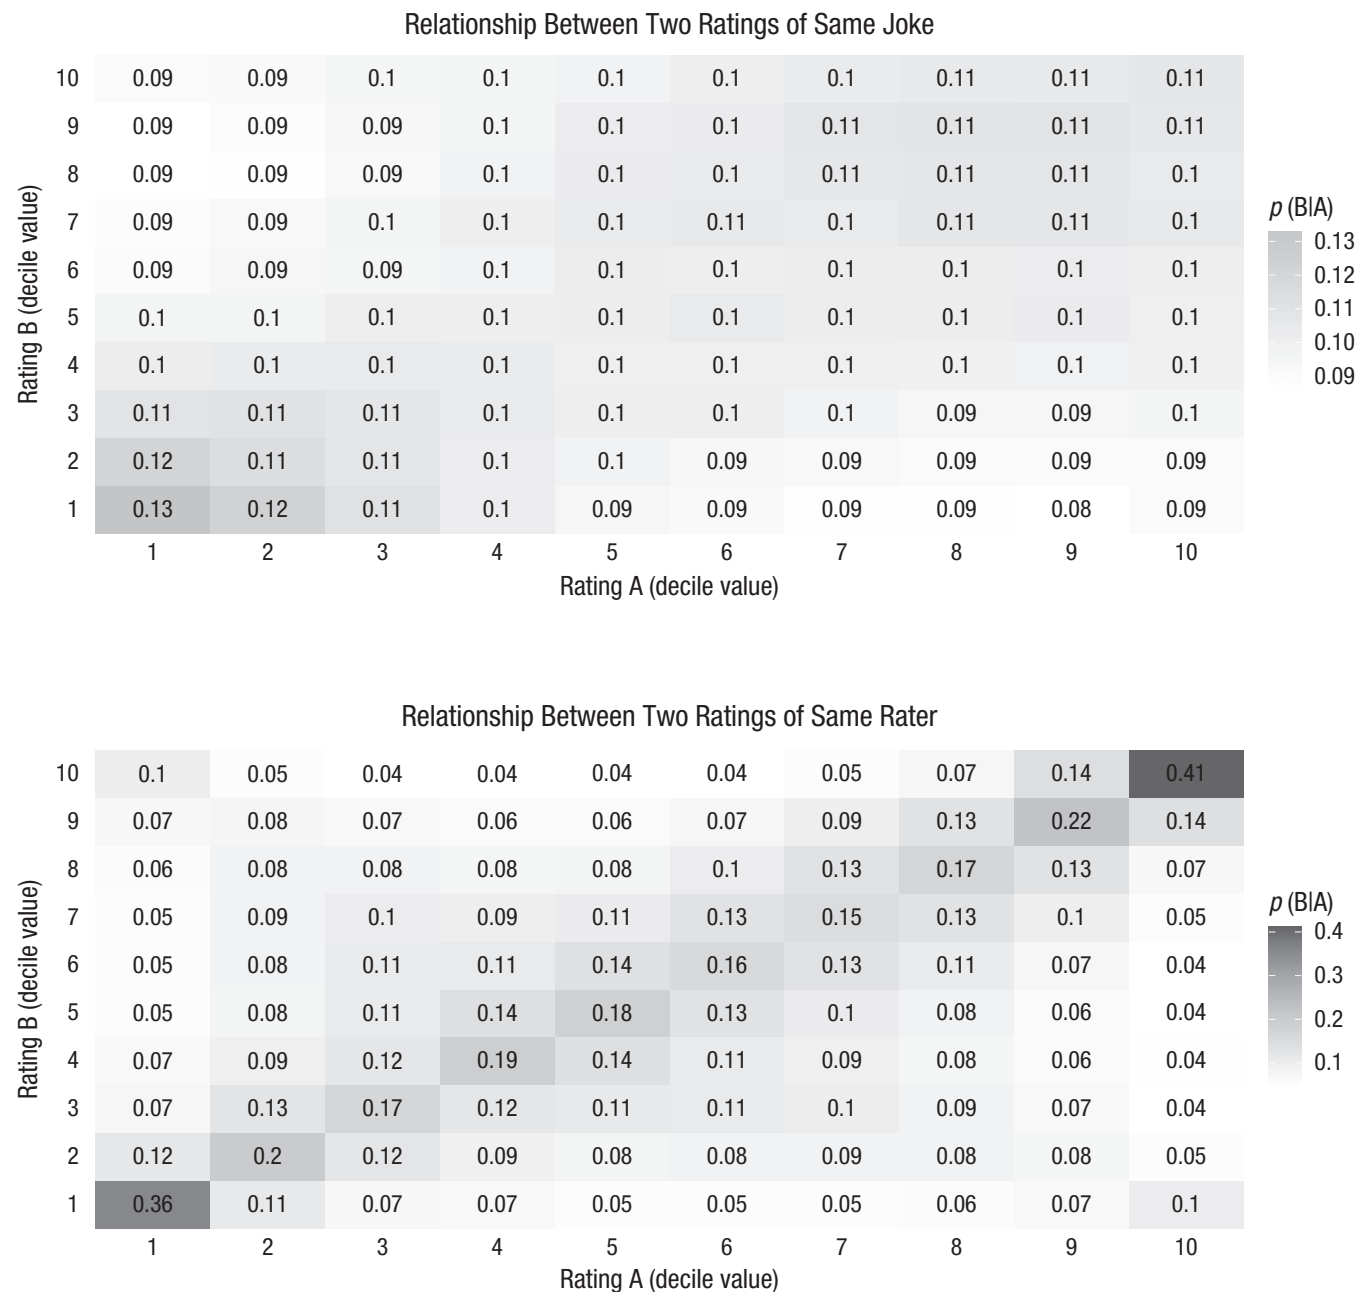 Relationship Between Two Ratings of Same Joke
10 0.09 0.09 0.1 0.1 0.1 0.1 0.1 0.11 0.11 0.11
9 0.09 0.09 0.09 0.1 0.1 0.1 0.11 0.11 0.11 0.11
8 0.09 0.09 0.09 0.1 0.1 0.1 0.11 0.11 0.11 0.1
7 0.09 0.09 0.1 0.1 0.1 0.11 0.1 0.11 0.11 0.1
6 0.09 0.09 0.09 0.1 0.1 0.1 0.1 0.1 0.1 0.1
5 0.1 0.1 0.1 0.1 0.1 0.1 0.1 0.1 0.1 0.1
4 0.1 0.1 0.1 0.1 0.1 0.1 0.1 0.1 0.1 0.1
3 0.11 0.11 0.11 0.1 0.1 0.1 0.1 0.09 0.09 0.1
2 0.12 0.11 0.11 0.1 0.1 0.09 0.09 0.09 0.09 0.09
1 0.13 0.12 0.11 0.1 0.09 0.09 0.09 0.09 0.08 0.09
1 2 3 4 5 6 7 8 9 10
Rating A (decile value)
Rating B (decile value)
p (B|A)
0.13
0.12
0.11
0.10
0.09
Relationship Between Two Ratings of Same Rater
10 0.1 0.05 0.04 0.04 0.04 0.04 0.05 0.07 0.14 0.41
9 0.07 0.08 0.07 0.06 0.06 0.07 0.09 0.13 0.22 0.14
8 0.06 0.08 0.08 0.08 0.08 0.1 0.13 0.17 0.13 0.07
7 0.05 0.09 0.1 0.09 0.11 0.13 0.15 0.13 0.1 0.05
6 0.05 0.08 0.11 0.11 0.14 0.16 0.13 0.11 0.07 0.04
5 0.05 0.08 0.11 0.14 0.18 0.13 0.1 0.08 0.06 0.04
4 0.07 0.09 0.12 0.19 0.14 0.11 0.09 0.08 0.06 0.04
3 0.07 0.13 0.17 0.12 0.11 0.11 0.1 0.09 0.07 0.04
2 0.12 0.2 0.12 0.09 0.08 0.08 0.09 0.08 0.08 0.05
1 0.36 0.11 0.07 0.07 0.05 0.05 0.05 0.06 0.07 0.1
1 2 3 4 5 6 7 8 9 10
Rating A (decile value)
Rating B (decile value)
p (B|A)
0.4
0.3
0.2
0.1